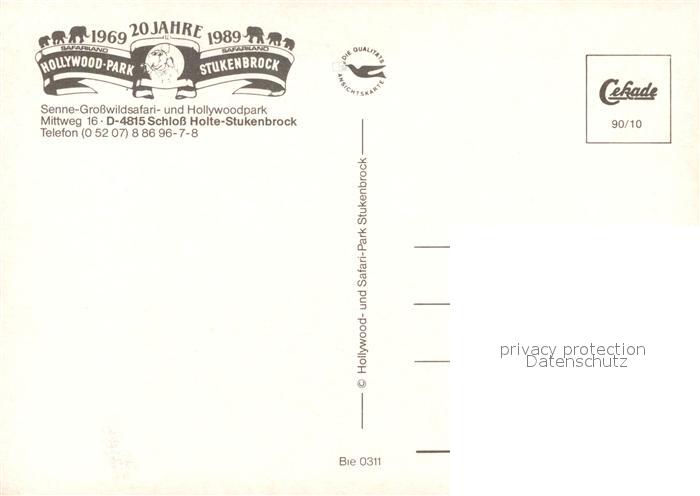 1969 20 JAHRE 1989
SAFARILAND SAFARILAND
HOLLYWOOD-PARK STUKENBROCK
Senne-Großwildsafari- und Hollywoodpark
Mittweg 16 · D-4815 Schloß Holte-Stukenbrock
Telefon (0 52 07) 8 86 96-7-8
DIE QUALITÄTS
ANSICHTSKARTE
Cekade
90/10
© Hollywood- und Safari-Park Stukenbrock
privacy protection
Datenschutz
Bie 0311